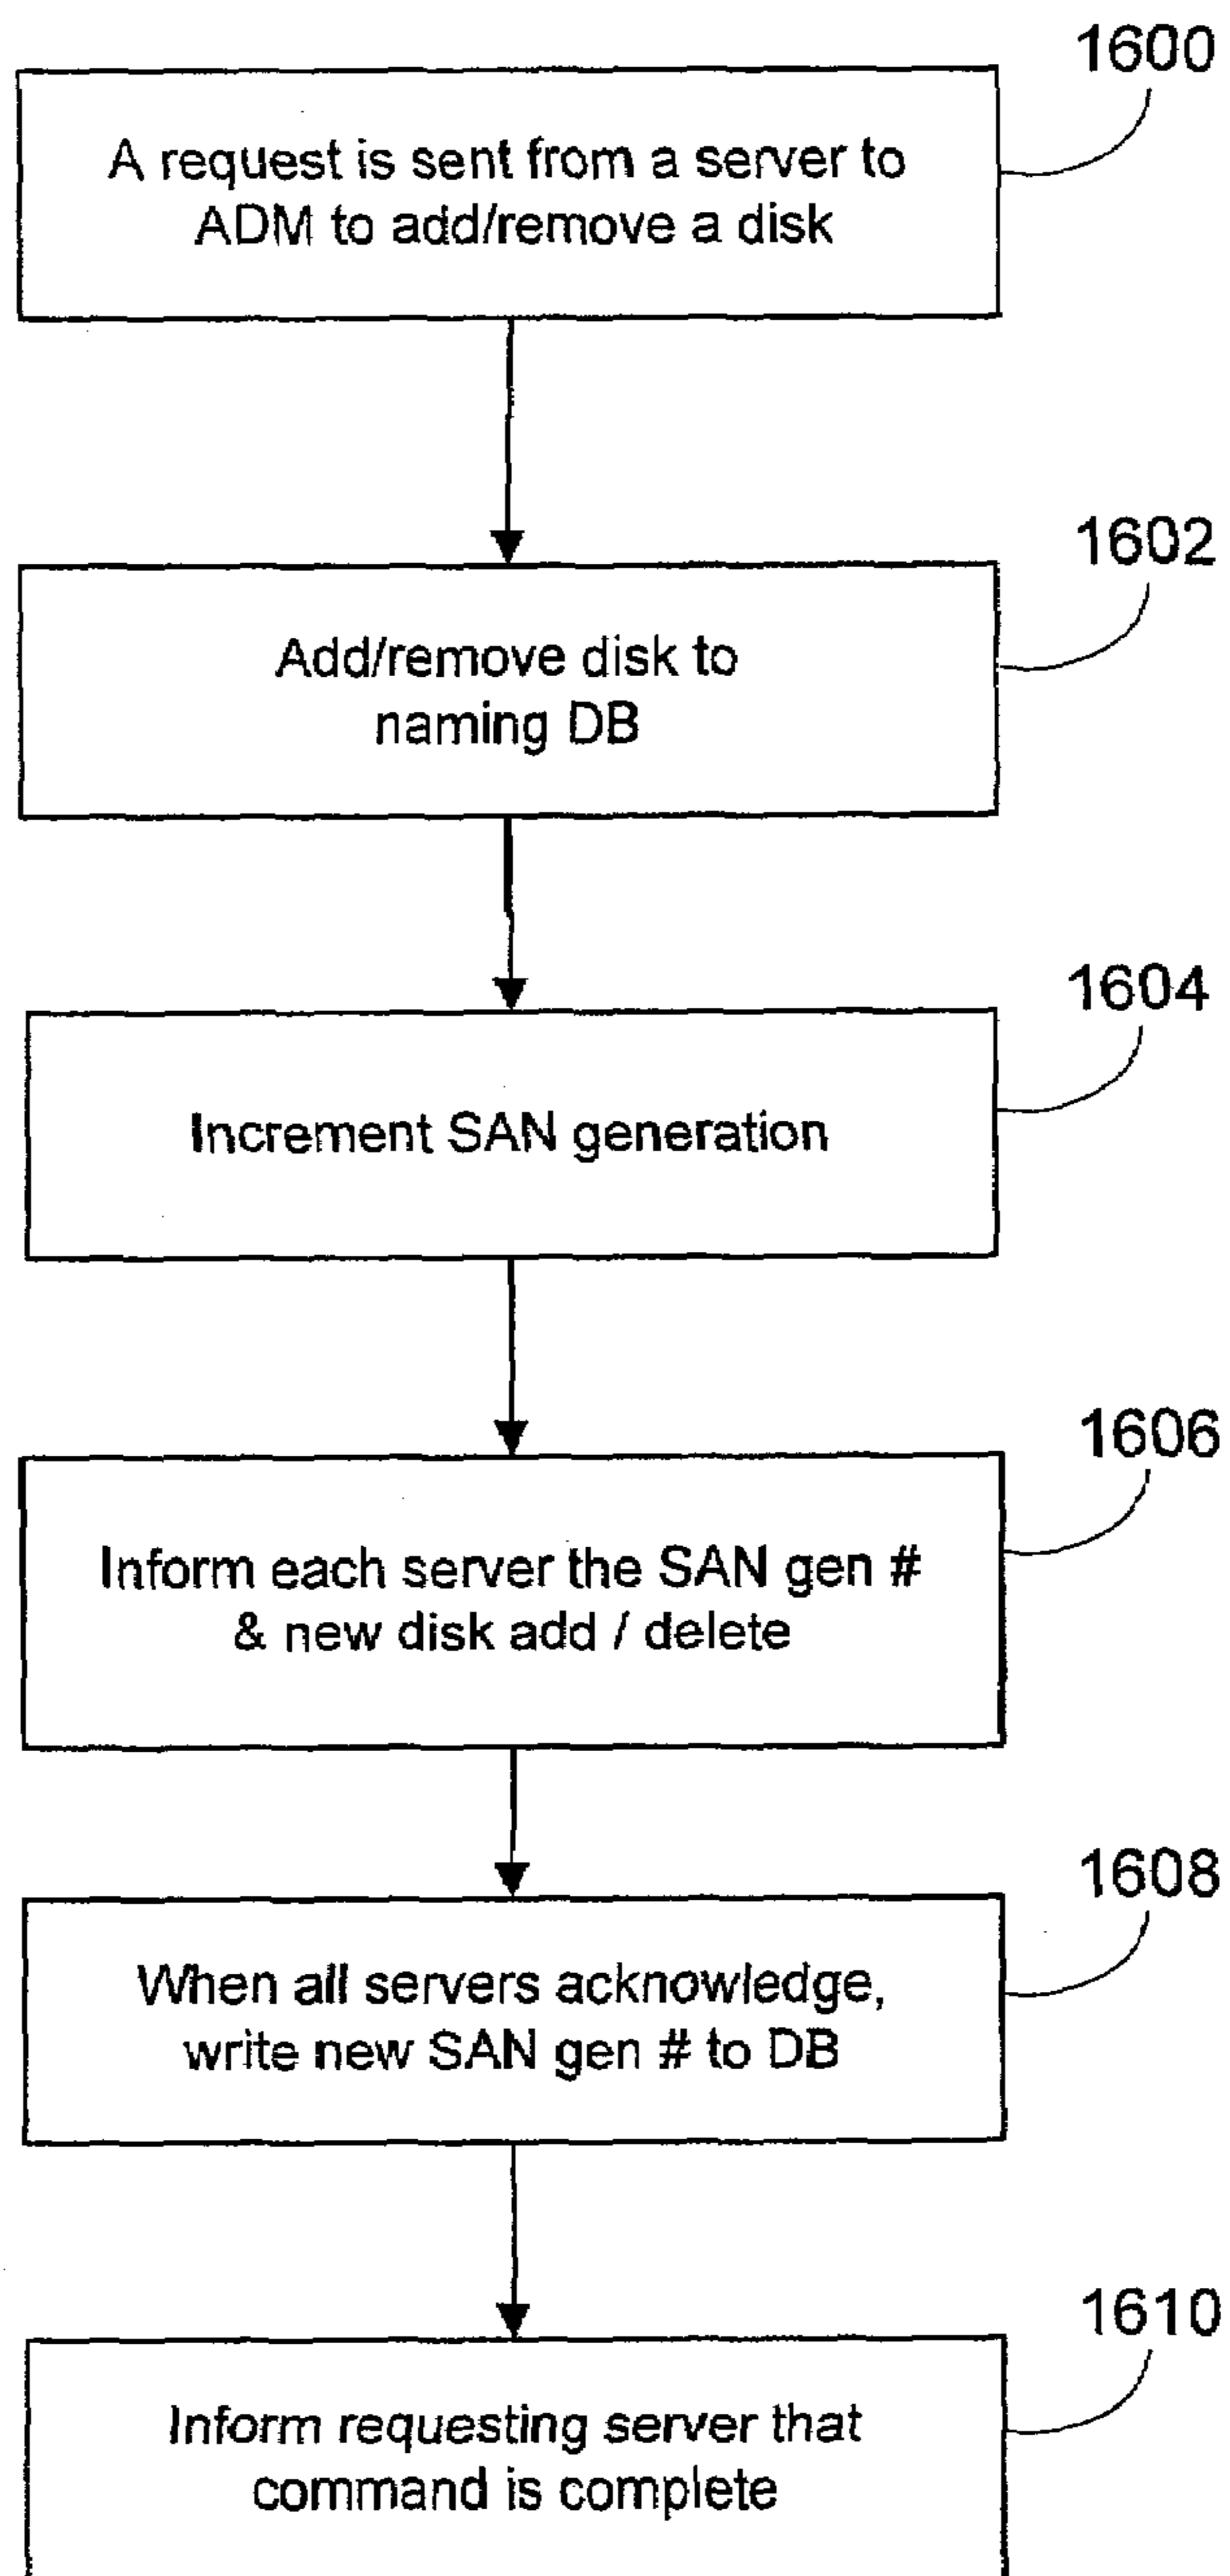 1600
A request is sent from a server to
ADM to add/remove a disk
1602
Add/remove disk to
naming DB
1604
Increment SAN generation
1606
Inform each server the SAN gen #
& new disk add / delete
1608
When all servers acknowledge,
write new SAN gen # to DB
1610
Inform requesting server that
command is complete